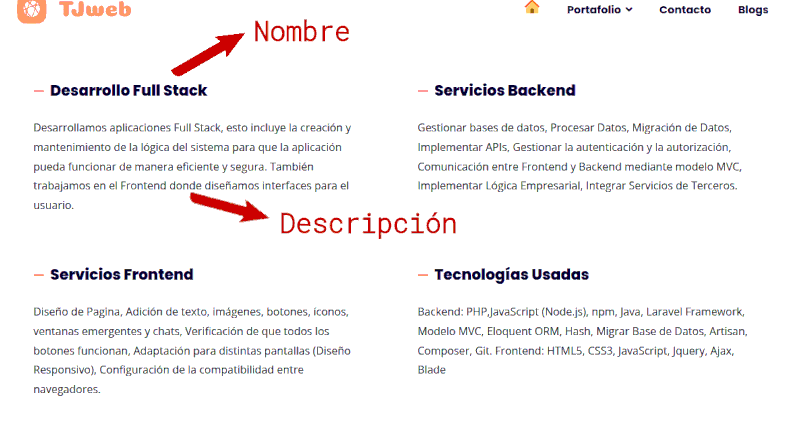 TJweb
Portafolio
Contacto
Blogs
Nombre
Desarrollo Full Stack
Desarrollamos aplicaciones Full Stack, esto incluye la creación y
mantenimiento de la lógica del sistema para que la aplicación
pueda funcionar de manera eficiente y segura. También
trabajamos en el Frontend donde diseñamos interfaces para el
usuario.
Descripción
Servicios Backend
Gestionar bases de datos, Procesar Datos, Migración de Datos,
Implementar APIs, Gestionar la autenticación y la autorización,
Comunicación entre Frontend y Backend mediante modelo MVC,
Implementar Lógica Empresarial, Integrar Servicios de Terceros.
Servicios Frontend
Diseño de Pagina, Adición de texto, imágenes, botones, iconos,
ventanas emergentes y chats, Verificación de que todos los
botones funcionan, Adaptación para distintas pantallas (Diseño
Responsivo), Configuración de la compatibilidad entre
navegadores.
Tecnologías Usadas
Backend: PHP,JavaScript (Node.js), npm, Java, Laravel Framework,
Modelo MVC, Eloquent ORM, Hash, Migrar Base de Datos, Artisan,
Composer, Git. Frontend: HTML5, CSS3, JavaScript, Jquery, Ajax,
Blade